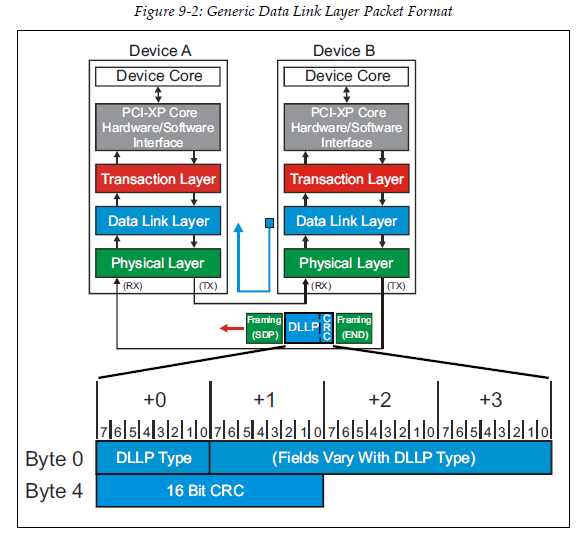 Figure 9-2: Generic Data Link Layer Packet Format
Device A
Device B
Device Core
Device Core
PCI-XP Core
Hardware/Software
Interface
PCI-XP Core
Hardware/Software
Interface
Transaction Layer
Transaction Layer
Data Link Layer
Data Link Layer
Physical Layer
Physical Layer
(RX)
(TX)
(RX)
(TX)
Framing
(SDP)
DLLP
CRC
Framing
(END)
+0
+1
+2
+3
7 6 5 4 3 2 1 0 7 6 5 4 3 2 1 0 7 6 5 4 3 2 1 0 7 6 5 4 3 2 1 0
Byte 0
DLLP Type
(Fields Vary With DLLP Type)
Byte 4
16 Bit CRC